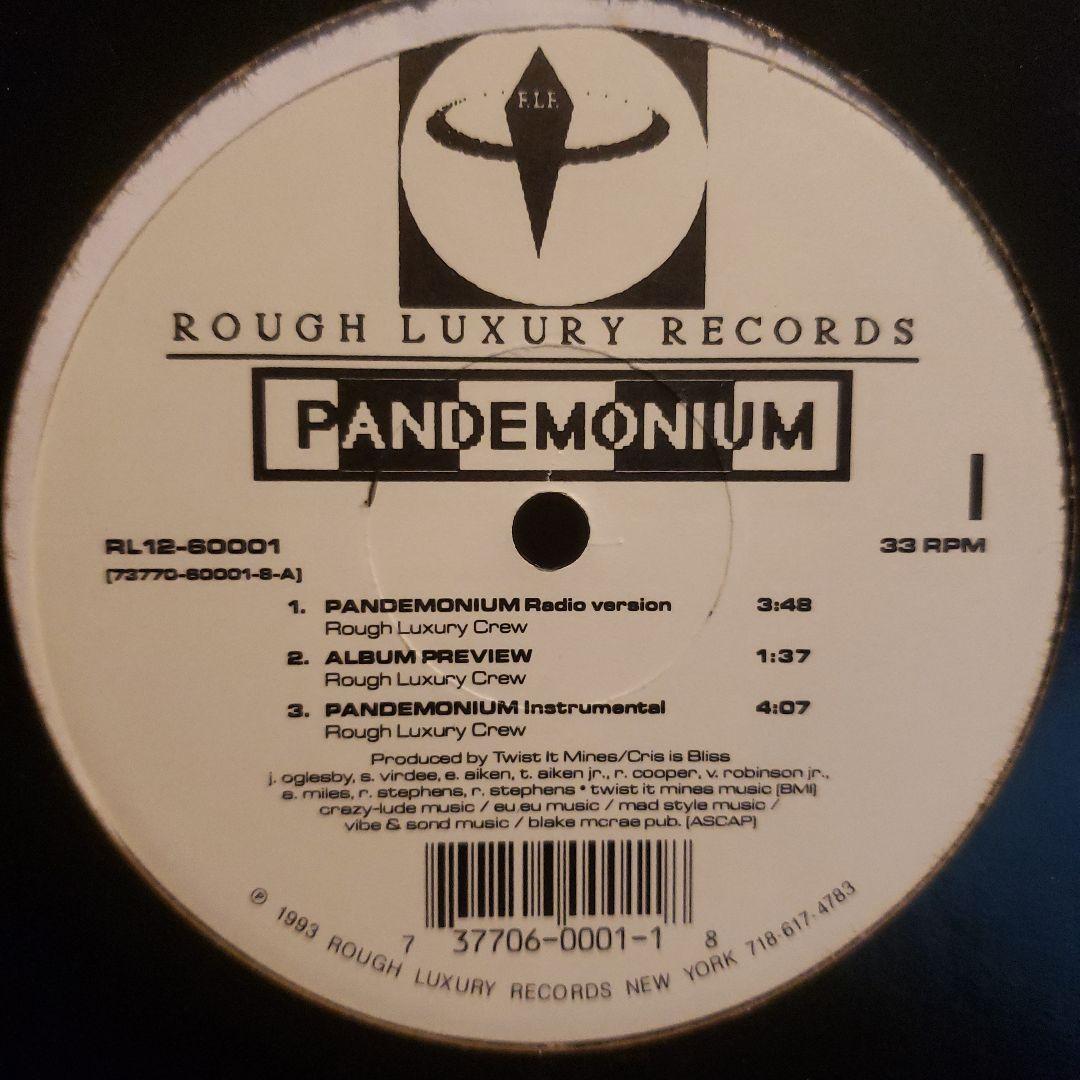 F.L.F.
ROUGH LUXURY RECORDS
PANDEMONIUM
I
RL12-60001
33 RPM
[73770-60001-8-A]
1. PANDEMONIUM Radio version 3:48
Rough Luxury Crew
2. ALBUM PREVIEW 1:37
Rough Luxury Crew
3. PANDEMONIUM Instrumental 4:07
Rough Luxury Crew
Produced by Twist It Mines/Cris is Bliss
j. oglesby, s. virdee, e. aiken, t. aiken jr., r. cooper, v. robinson jr.,
a. miles, r. stephens, r. stephens • twist it mines music [BMI]
crazy-lude music / eu eu music / mad style music /
vibe & sond music / blake mcrae pub. [ASCAP]
7 37706-0001-1 8
℗ 1993 ROUGH LUXURY RECORDS NEW YORK 718-617-4783